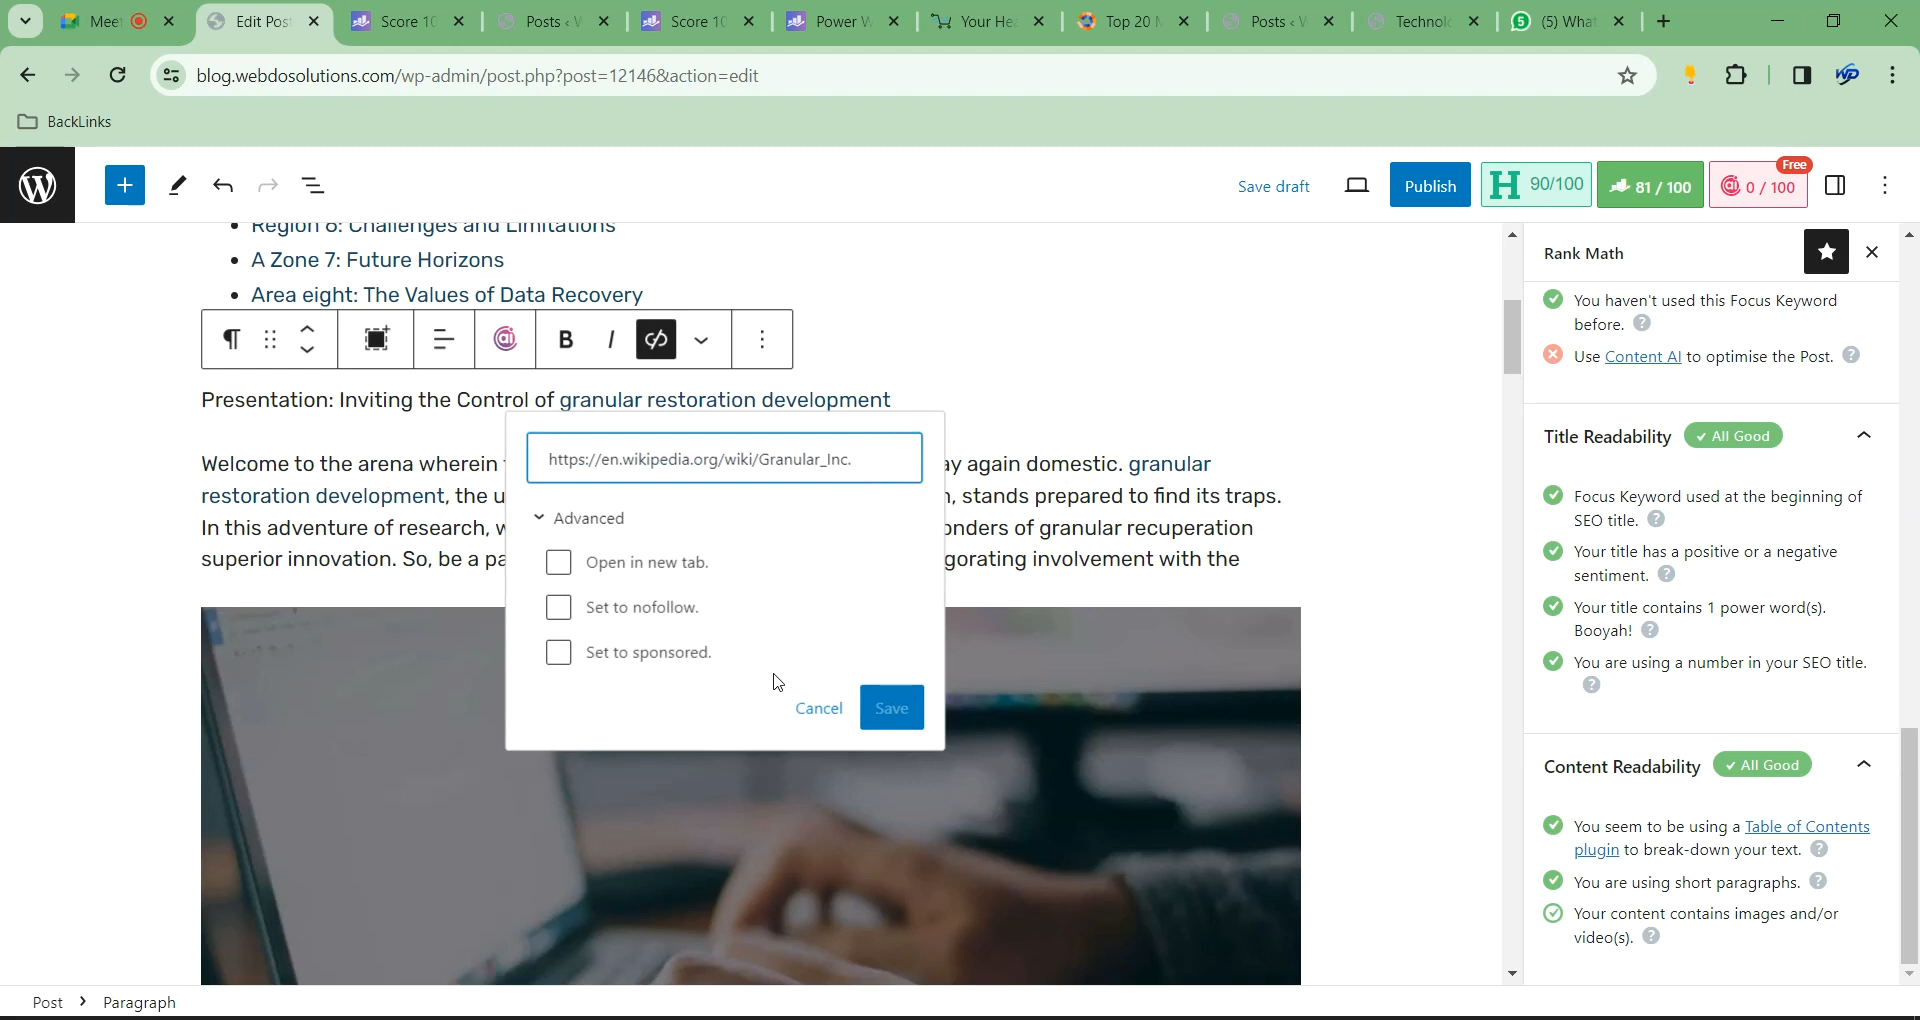 Meet
Edit Pos
Score 10
Posts ‹ W
Score 10
Power W
Your He
Top 20
Posts ‹ W
Technol
(5) What
blog.webdosolutions.com/wp-admin/post.php?post=12146&action=edit
BackLinks
Save draft
Publish
90/100
81 / 100
0 / 100
Free
Region 6: Challenges and Limitations
A Zone 7: Future Horizons
Area eight: The Values of Data Recovery
Presentation: Inviting the Control of granular restoration development
Welcome to the arena wherein
ay again domestic. granular
restoration development, the u
, stands prepared to find its traps.
In this adventure of research, w
onders of granular recuperation
superior innovation. So, be a pa
gorating involvement with the
https://en.wikipedia.org/wiki/Granular_Inc.
Advanced
Open in new tab.
Set to nofollow.
Set to sponsored.
Cancel
Save
Rank Math
You haven't used this Focus Keyword
before.
Use Content AI to optimise the Post.
Title Readability
✓ All Good
Focus Keyword used at the beginning of
SEO title.
Your title has a positive or a negative
sentiment.
Your title contains 1 power word(s).
Booyah!
You are using a number in your SEO title.
Content Readability
✓ All Good
You seem to be using a Table of Contents
plugin to break-down your text.
You are using short paragraphs.
Your content contains images and/or
video(s).
Post › Paragraph